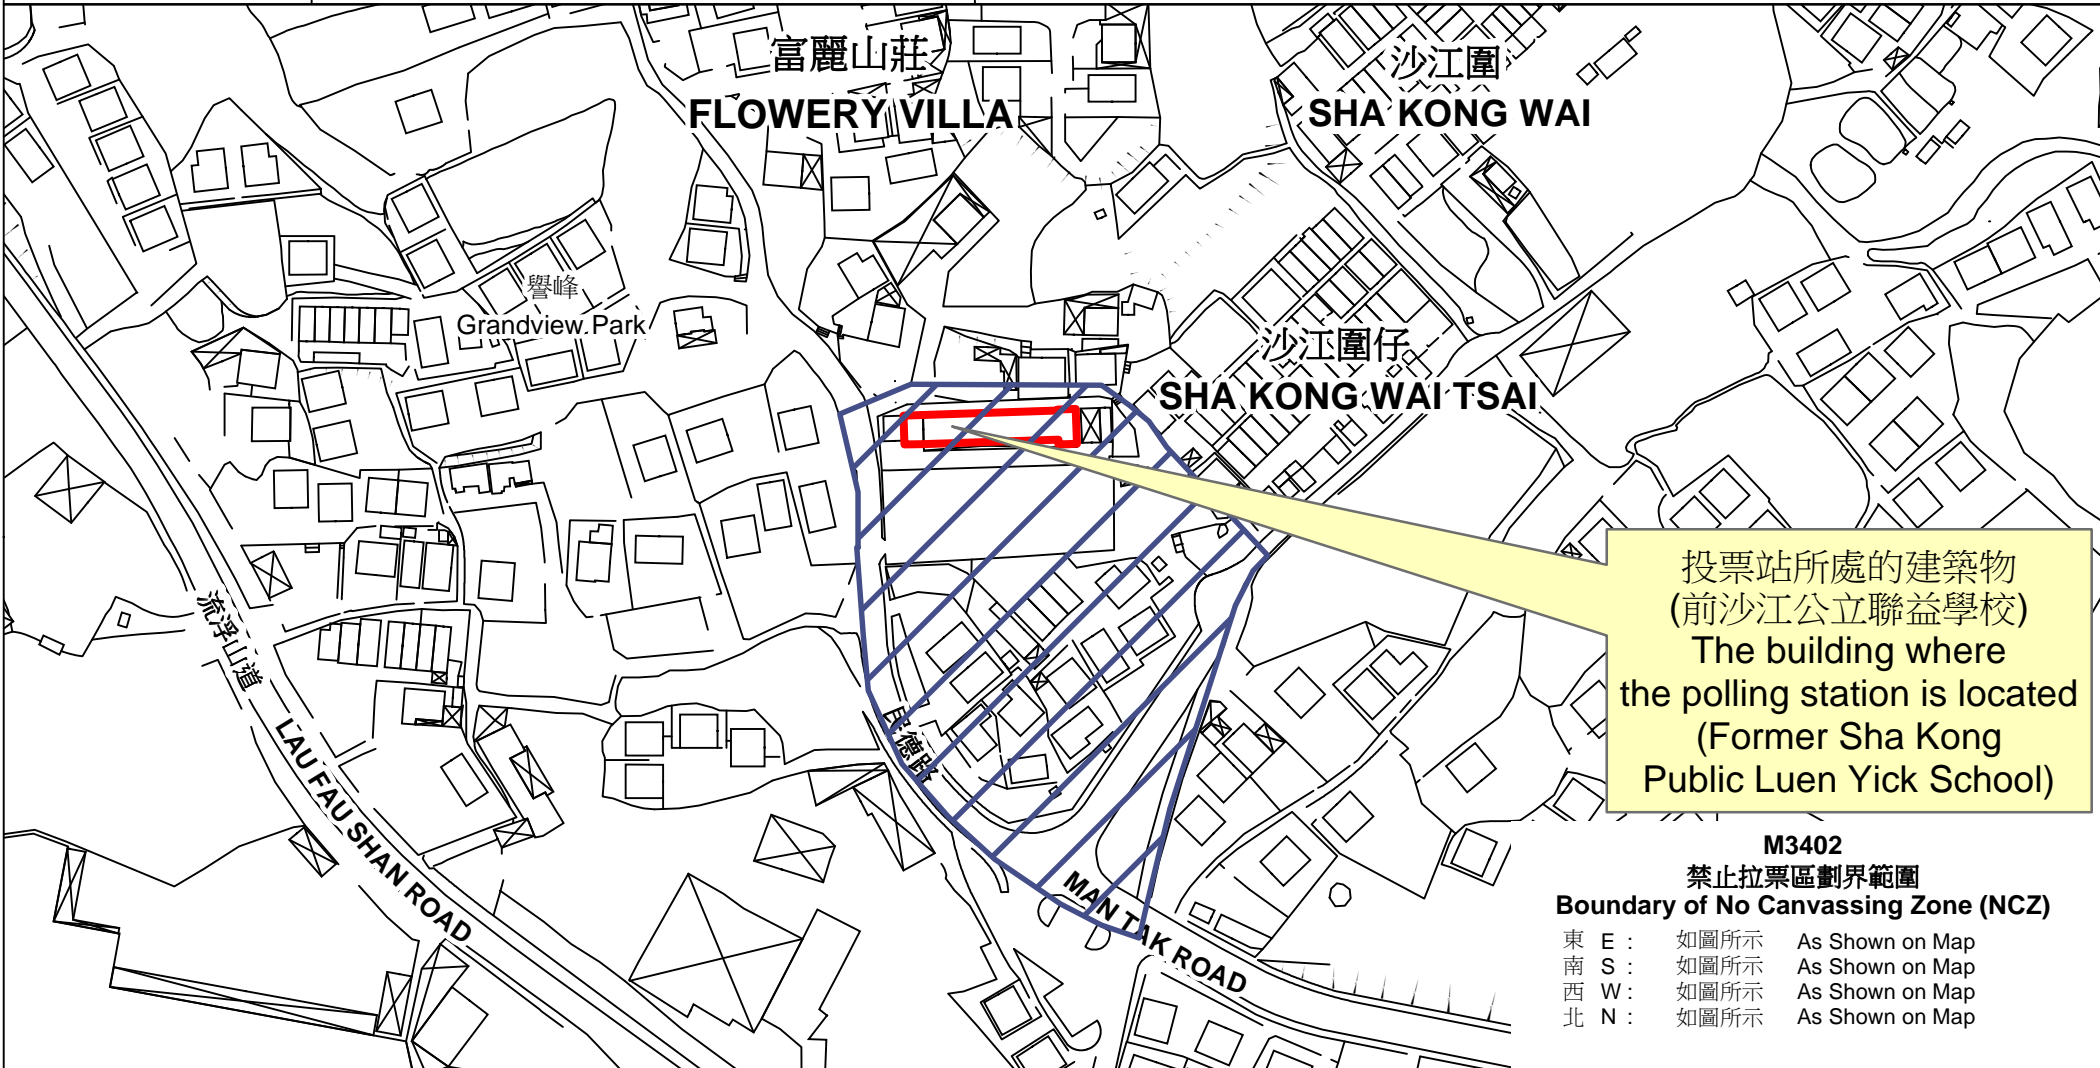 富麗山莊
FLOWERY VILLA
沙江圍
SHA KONG WAI
譽峰
Grandview Park
沙江圍仔
SHA KONG WAI TSAI
流浮山道
LAU FAU SHAN ROAD
民德路
MAN TAK ROAD
投票站所處的建築物
(前沙江公立聯益學校)
The building where
the polling station is located
(Former Sha Kong
Public Luen Yick School)
M3402
禁止拉票區劃界範圍
Boundary of No Canvassing Zone (NCZ)
東 E : 如圖所示 As Shown on Map
南 S : 如圖所示 As Shown on Map
西 W : 如圖所示 As Shown on Map
北 N : 如圖所示 As Shown on Map